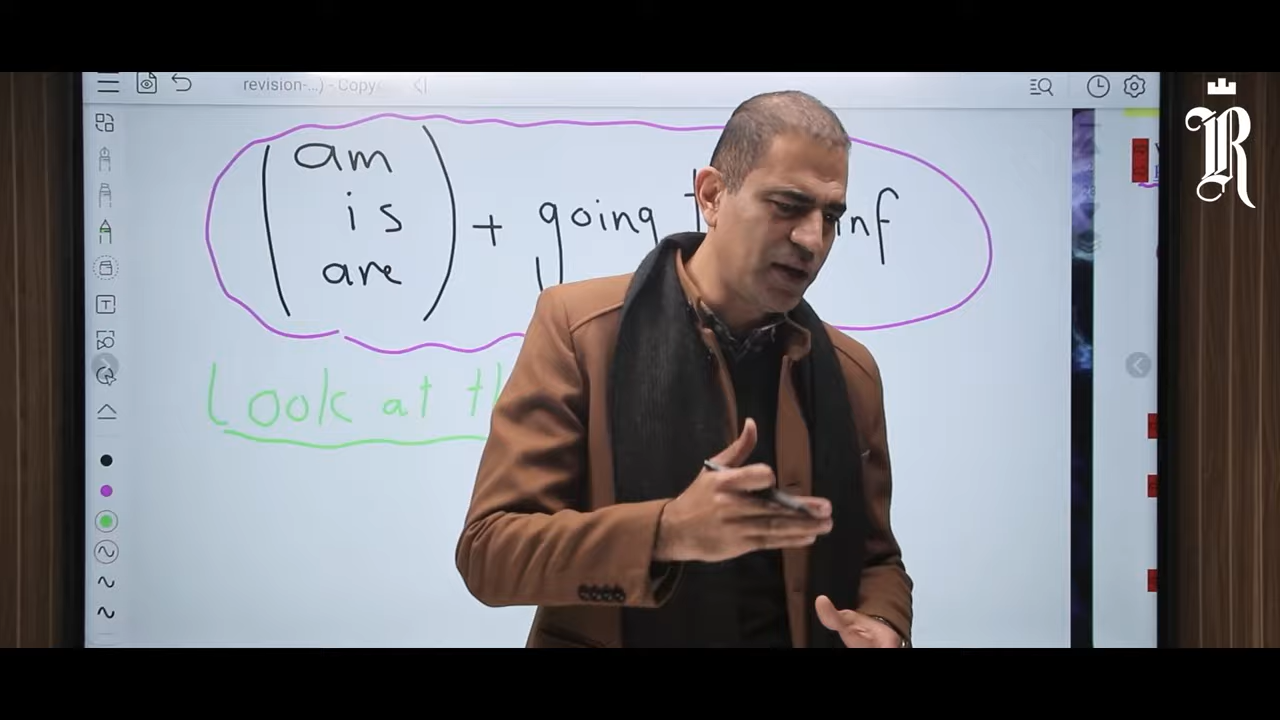 revision-...) - Copy
am
is + going inf
are
Look at
R